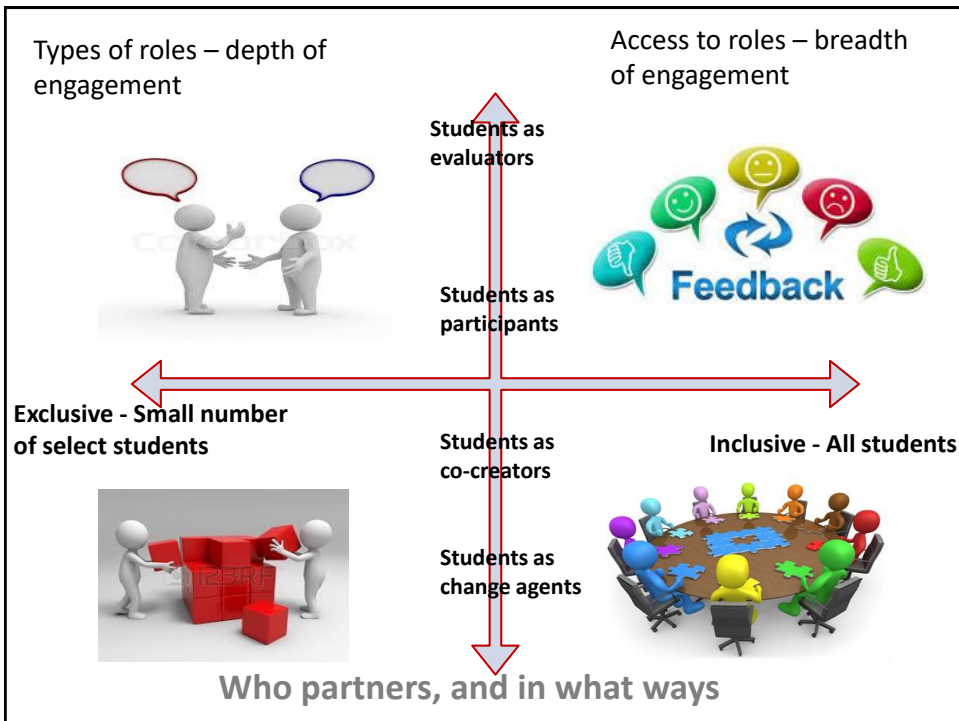 Types of roles – depth of
engagement
Access to roles – breadth
of engagement
Students as
evaluators
Feedback
Students as
participants
Exclusive - Small number
of select students
Students as
co-creators
Inclusive - All students
123RF
Students as
change agents
Who partners, and in what ways